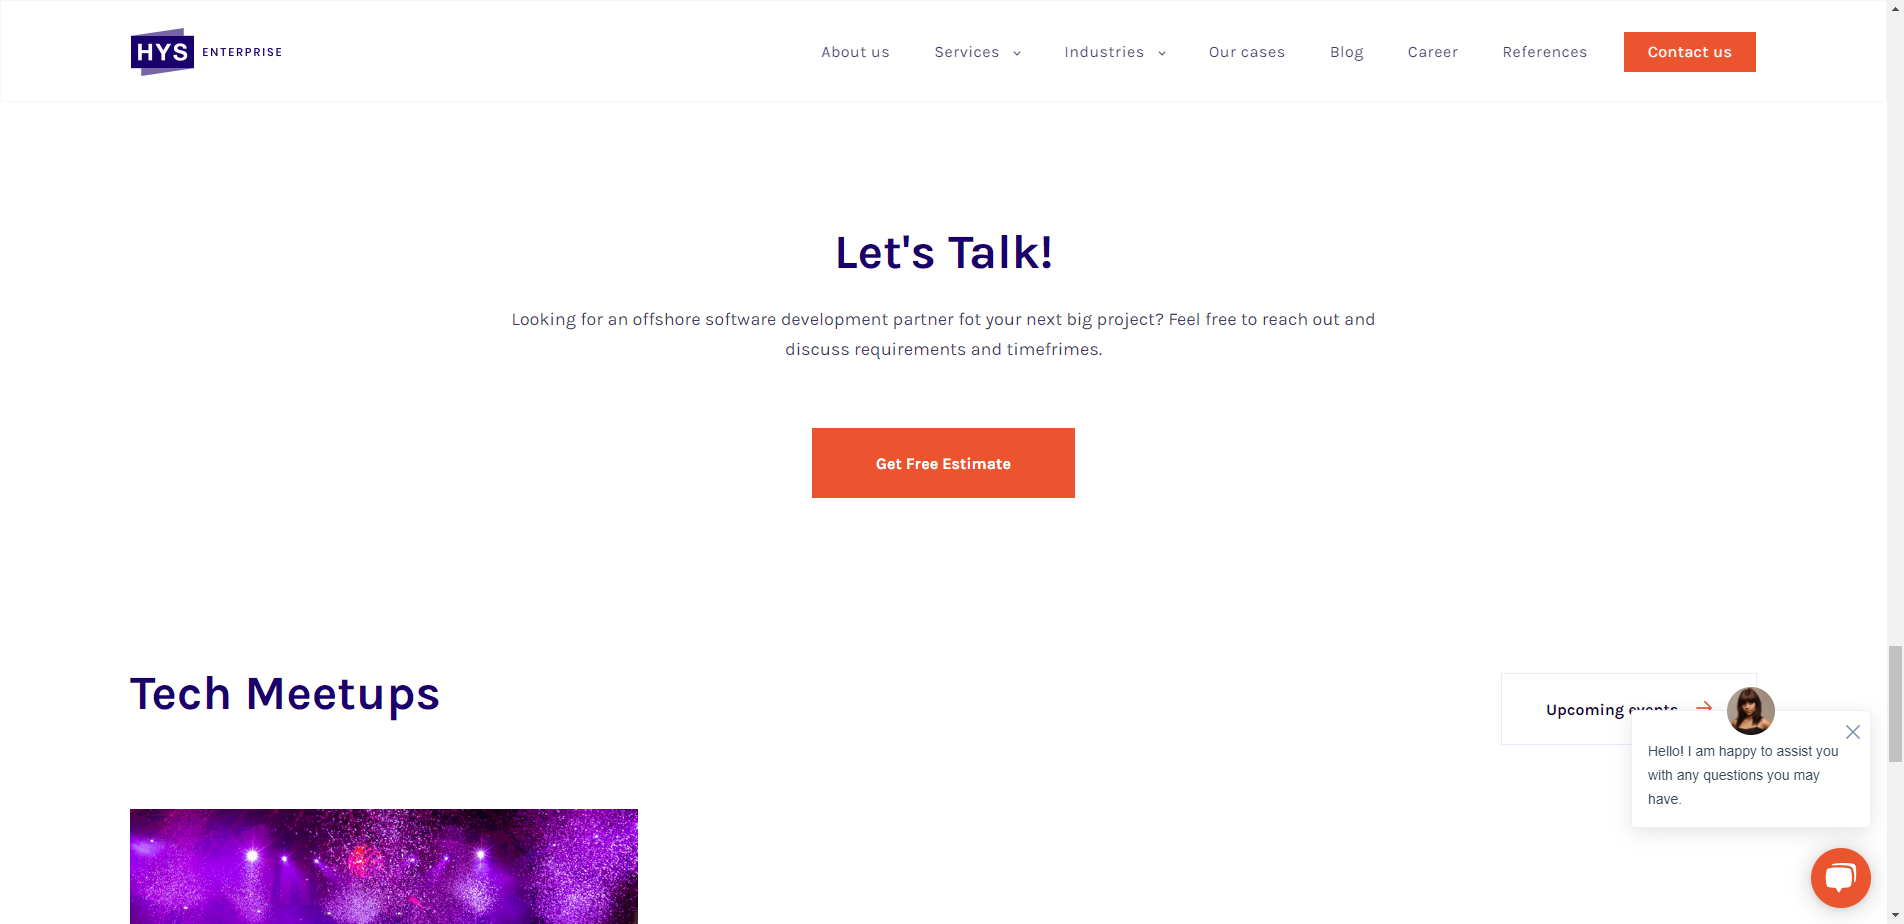 HYS ENTERPRISE
About us
Services
Industries
Our cases
Blog
Career
References
Contact us
Let's Talk!
Looking for an offshore software development partner fot your next big project? Feel free to reach out and
discuss requirements and timefrimes.
Get Free Estimate
Tech Meetups
Upcoming events
Hello! I am happy to assist you
with any questions you may
have.